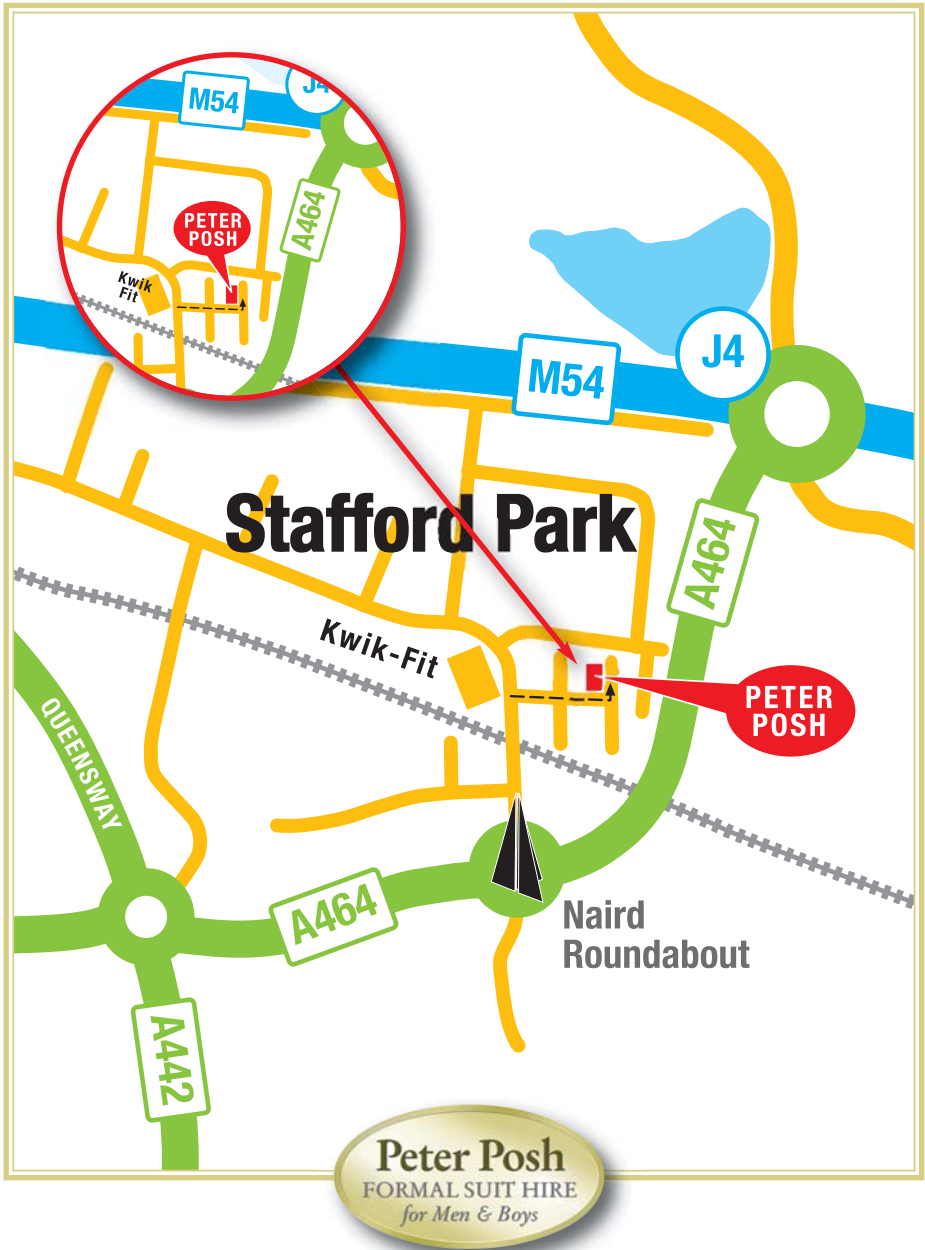 M54
J4
A464
PETER
POSH
Kwik
Fit
M54
J4
Stafford Park
A464
Kwik-Fit
PETER
POSH
QUEENSWAY
A464
Naird
Roundabout
A442
Peter Posh
FORMAL SUIT HIRE
for Men & Boys